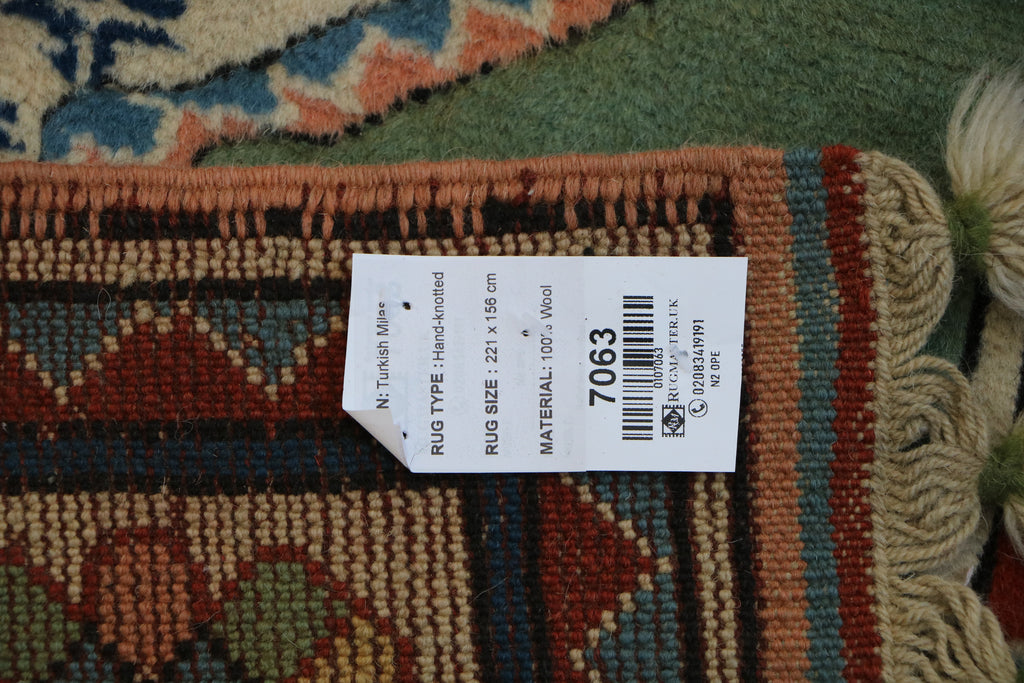 N: Turkish Milas
RUG TYPE : Hand-knotted
RUG SIZE : 221 x 156 cm
MATERIAL: 100% Wool
7063
0107063
RUGMASTER.UK
02083419191
N2 0PE